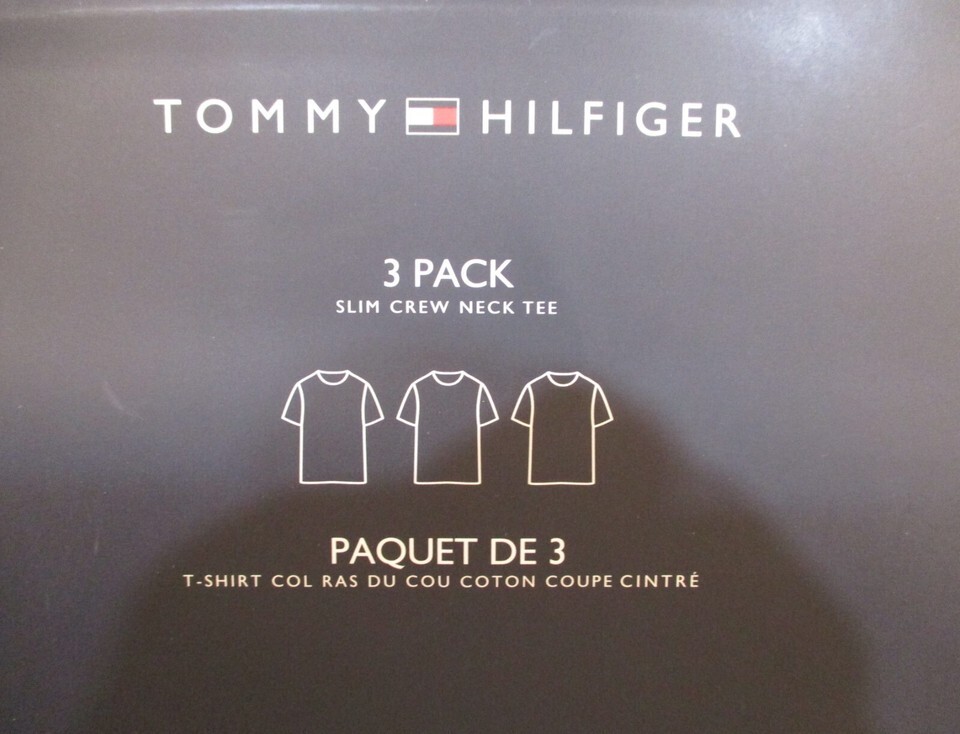 TOMMY HILFIGER
3 PACK
SLIM CREW NECK TEE
PAQUET DE 3
T-SHIRT COL RAS DU COU COTON COUPE CINTRÉ